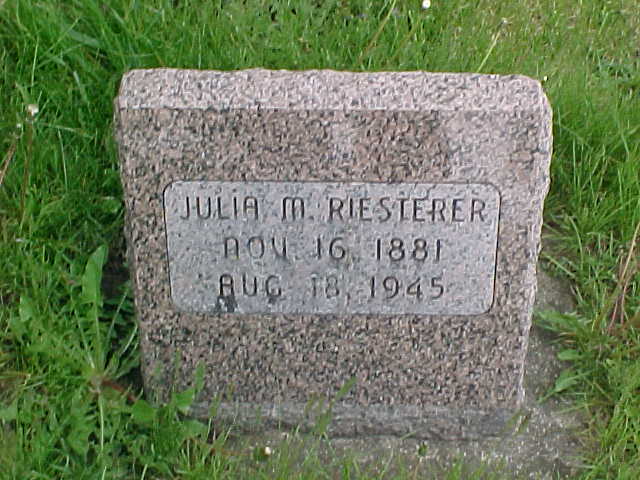 JULIA M. RIESTERER
NOV. 16, 1881
AUG. 18, 1945